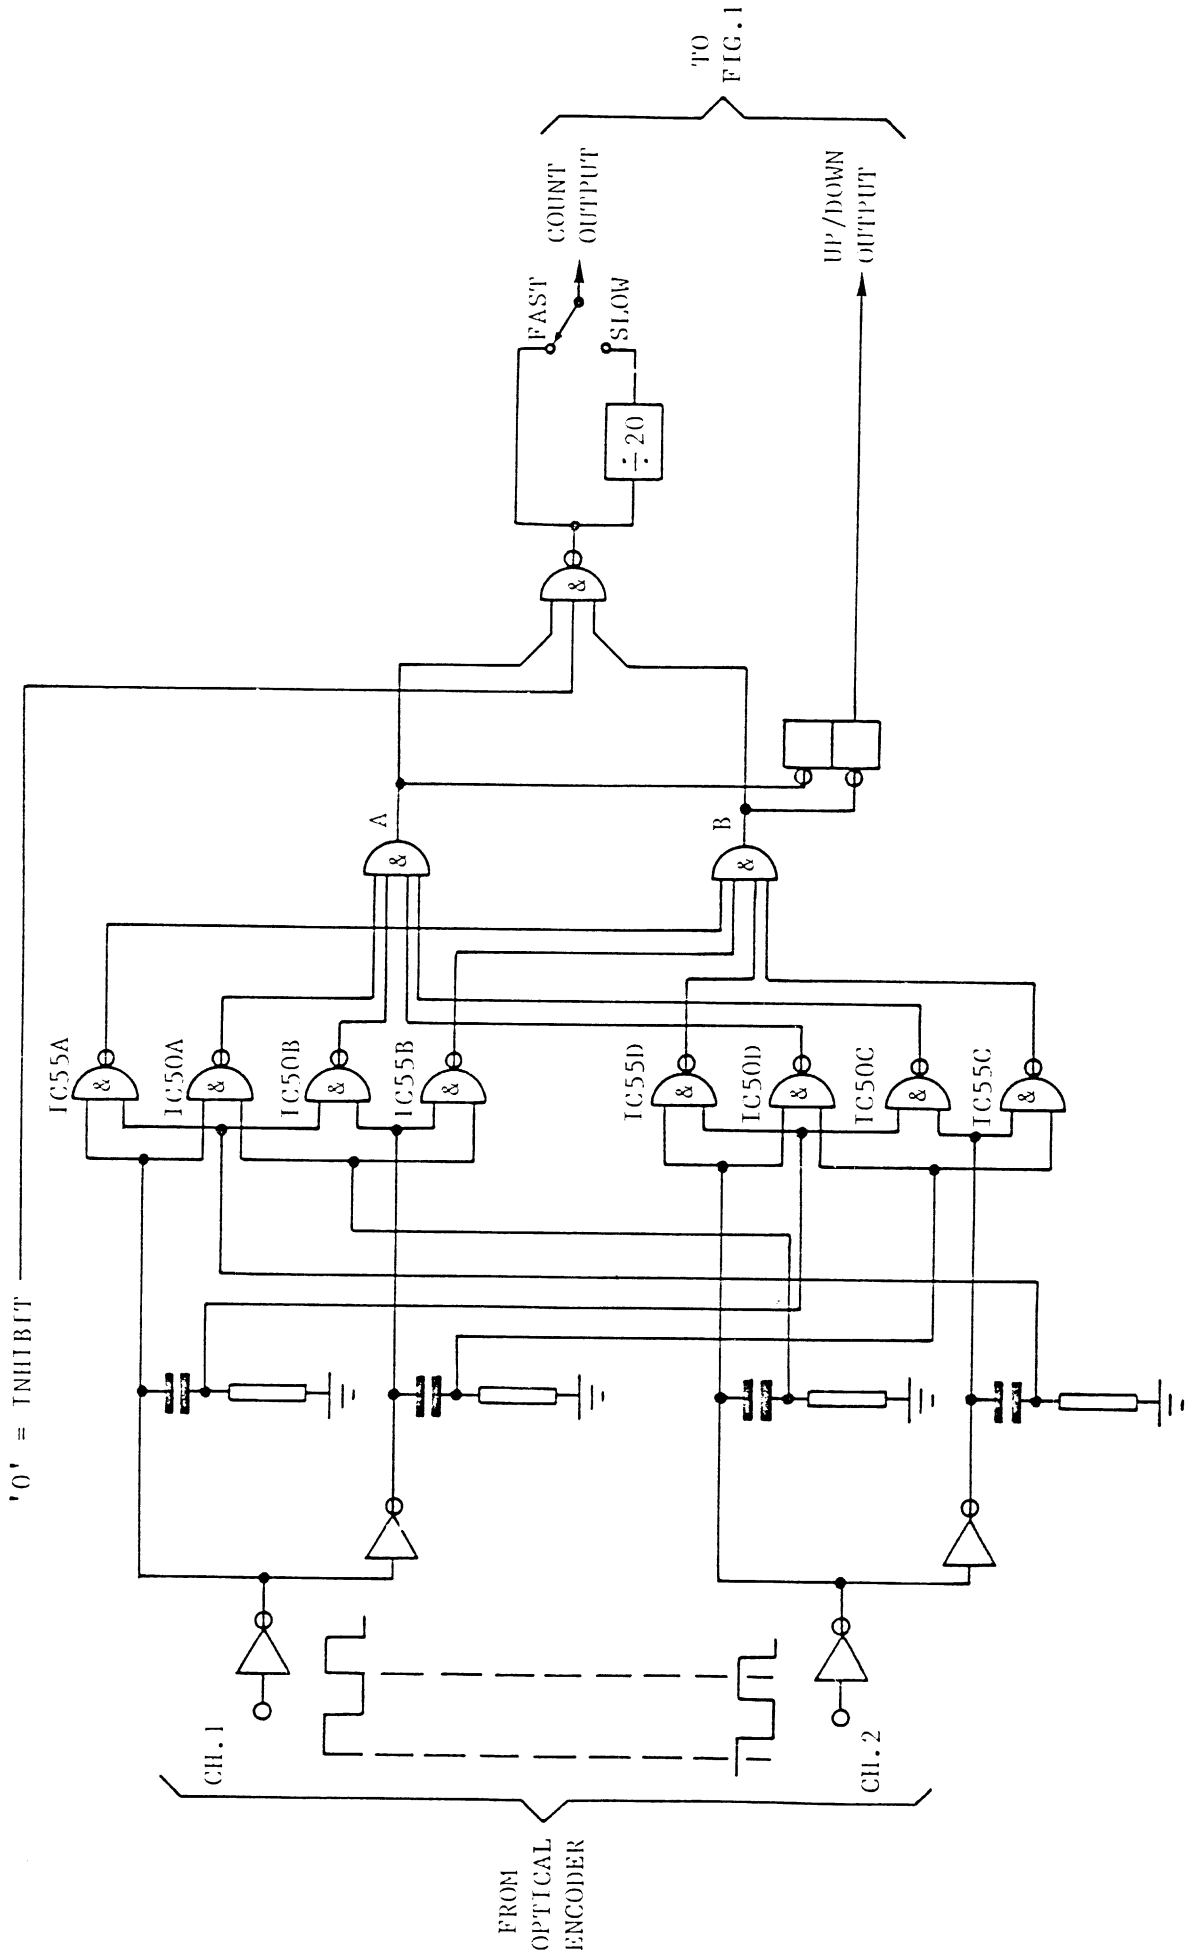 '0' = INHIBIT
FROM
OPTICAL
ENCODER
CH.1
CH.2
IC55A
IC50A
IC50B
IC55B
IC55D
IC50D
IC50C
IC55C
&
&
&
&
&
&
&
&
A
B
&
&
&
÷20
FAST
SLOW
COUNT
OUTPUT
UP/DOWN
OUTPUT
TO
FIG.1